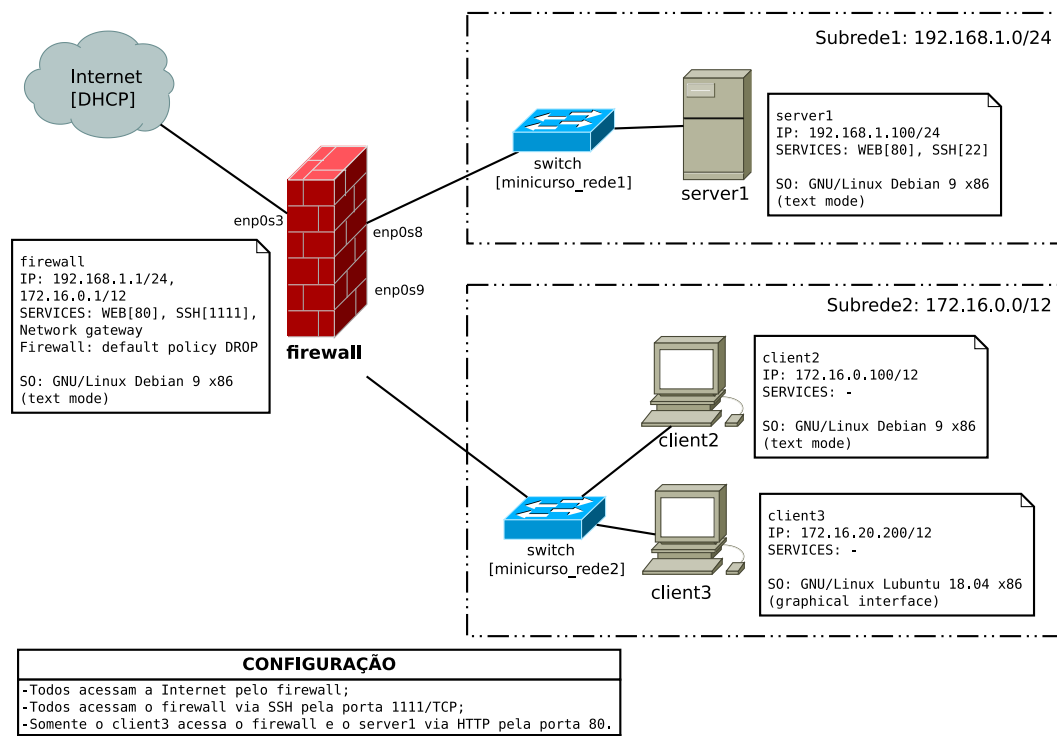 Internet
[DHCP]
enp0s3
enp0s8
enp0s9
firewall
firewall
IP: 192.168.1.1/24,
172.16.0.1/12
SERVICES: WEB[80], SSH[1111],
Network gateway
Firewall: default policy DROP
SO: GNU/Linux Debian 9 x86
(text mode)
Subrede1: 192.168.1.0/24
switch
[minicurso_rede1]
server1
server1
IP: 192.168.1.100/24
SERVICES: WEB[80], SSH[22]
SO: GNU/Linux Debian 9 x86
(text mode)
Subrede2: 172.16.0.0/12
client2
client2
IP: 172.16.0.100/12
SERVICES: -
SO: GNU/Linux Debian 9 x86
(text mode)
switch
[minicurso_rede2]
client3
client3
IP: 172.16.20.200/12
SERVICES: -
SO: GNU/Linux Lubuntu 18.04 x86
(graphical interface)
CONFIGURAÇÃO
-Todos acessam a Internet pelo firewall;
-Todos acessam o firewall via SSH pela porta 1111/TCP;
-Somente o client3 acessa o firewall e o server1 via HTTP pela porta 80.